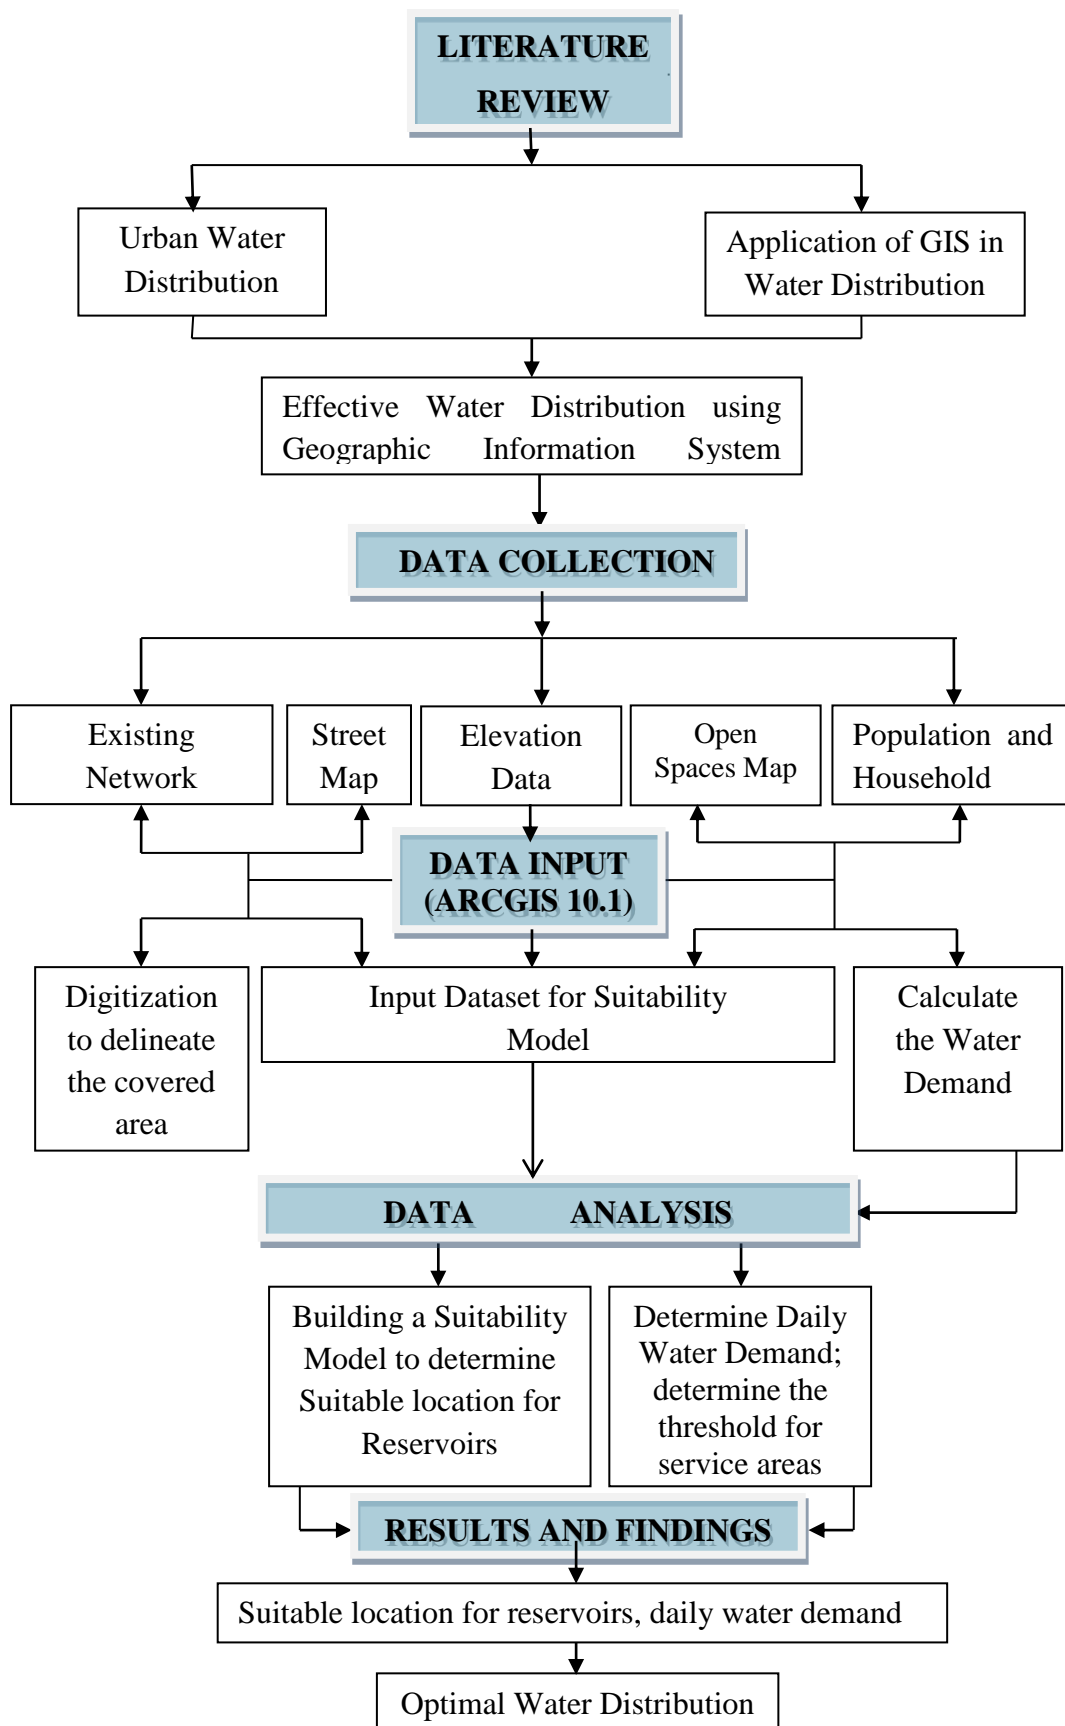 LITERATURE
REVIEW
Urban Water
Distribution
Application of GIS in
Water Distribution
Effective Water Distribution using
Geographic Information System
DATA COLLECTION
Existing
Network
Street
Map
Elevation
Data
Open
Spaces Map
Population and
Household
DATA INPUT
(ARCGIS 10.1)
Digitization
to delineate
the covered
area
Input Dataset for Suitability
Model
Calculate
the Water
Demand
DATA ANALYSIS
Building a Suitability
Model to determine
Suitable location for
Reservoirs
Determine Daily
Water Demand;
determine the
threshold for
service areas
RESULTS AND FINDINGS
Suitable location for reservoirs, daily water demand
Optimal Water Distribution